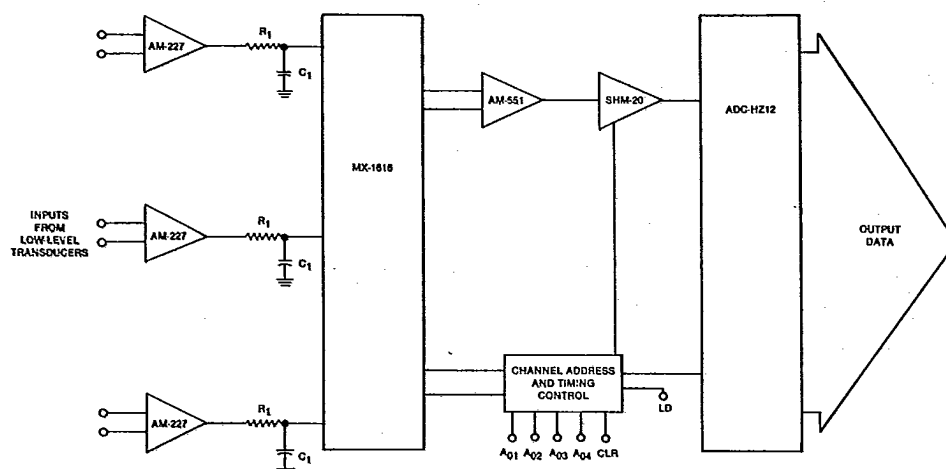 AM-227
R1
C1
MX-1616
AM-551
SHM-20
ADC-HZ12
INPUTS
FROM
LOW-LEVEL
TRANSDUCERS
AM-227
R1
C1
OUTPUT
DATA
CHANNEL ADDRESS
AND TIMING
CONTROL
LD
AM-227
R1
C1
A01 A02 A03 A04 CLR